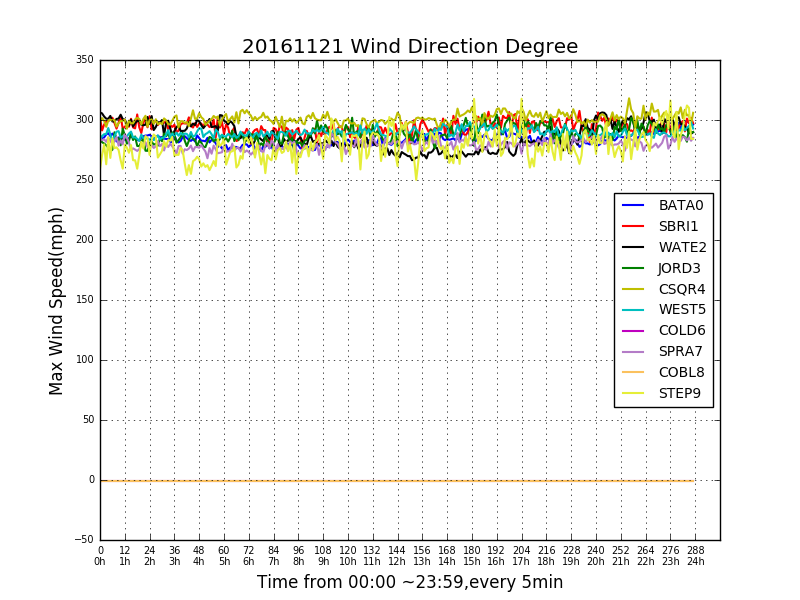 20161121 Wind Direction Degree
350
300
250
200
150
100
50
0
−50
Max Wind Speed(mph)
BATA0
SBRI1
WATE2
JORD3
CSQR4
WEST5
COLD6
SPRA7
COBL8
STEP9
0 12 24 36 48 60 72 84 96 108 120 132 144 156 168 180 192 204 216 228 240 252 264 276 288
0h 1h 2h 3h 4h 5h 6h 7h 8h 9h 10h 11h 12h 13h 14h 15h 16h 17h 18h 19h 20h 21h 22h 23h 24h
Time from 00:00 ~23:59,every 5min